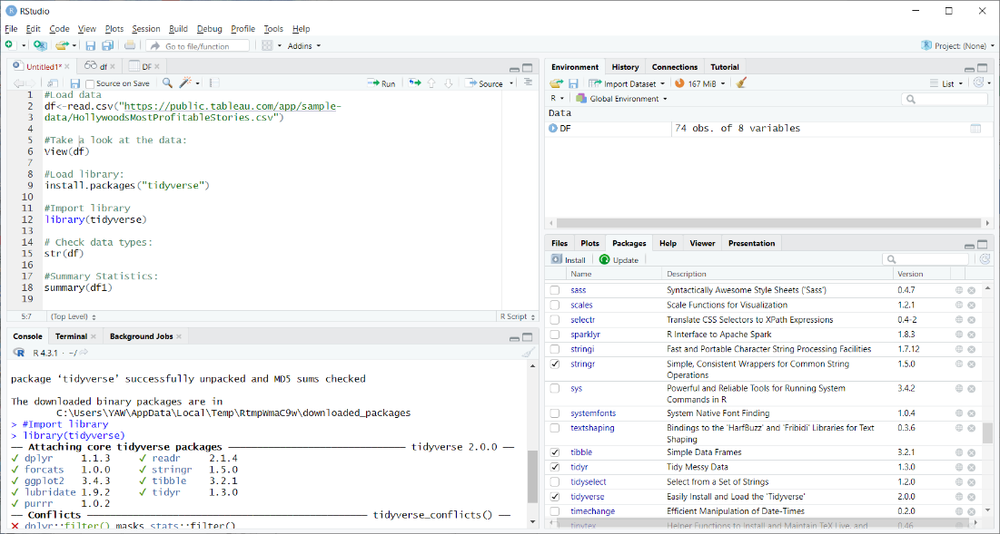 RStudio
File Edit Code View Plots Session Build Debug Profile Tools Help
Go to file/function Addins Project: (None)
Untitled1* df DF
Source on Save Run Source
1 #Load data
2 df<-read.csv("https://public.tableau.com/app/sample-
3 data/HollywoodsMostProfitableStories.csv")
4
5 #Take a look at the data:
6 View(df)
7
8 #Load library:
9 install.packages("tidyverse")
10
11 #Import library
12 library(tidyverse)
13
14 # Check data types:
15 str(df)
16
17 #Summary Statistics:
18 summary(df1)
19
5:7 (Top Level) R Script
Console Terminal Background Jobs
R 4.3.1 · ~/
package ‘tidyverse’ successfully unpacked and MD5 sums checked
The downloaded binary packages are in
C:\Users\YAW\AppData\Local\Temp\RtmpWmaC9w\downloaded_packages
> #Import library
> library(tidyverse)
── Attaching core tidyverse packages ── tidyverse 2.0.0 ──
✓ dplyr 1.1.3 ✓ readr 2.1.4
✓ forcats 1.0.0 ✓ stringr 1.5.0
✓ ggplot2 3.4.3 ✓ tibble 3.2.1
✓ lubridate 1.9.2 ✓ tidyr 1.3.0
✓ purrr 1.0.2
── Conflicts ── tidyverse_conflicts() ──
✗ dplyr::filter() masks stats::filter()
Environment History Connections Tutorial
Import Dataset 167 MiB List
R Global Environment
Data
DF 74 obs. of 8 variables
Files Plots Packages Help Viewer Presentation
Install Update
Name Description Version
sass Syntactically Awesome Style Sheets ('Sass') 0.4.7
scales Scale Functions for Visualization 1.2.1
selectr Translate CSS Selectors to XPath Expressions 0.4-2
sparklyr R Interface to Apache Spark 1.8.3
stringi Fast and Portable Character String Processing Facilities 1.7.12
stringr Simple, Consistent Wrappers for Common String 1.5.0
Operations
sys Powerful and Reliable Tools for Running System 3.4.2
Commands in R
systemfonts System Native Font Finding 1.0.4
textshaping Bindings to the 'HarfBuzz' and 'Fribidi' Libraries for Text 0.3.6
Shaping
tibble Simple Data Frames 3.2.1
tidyr Tidy Messy Data 1.3.0
tidyselect Select from a Set of Strings 1.2.0
tidyverse Easily Install and Load the 'Tidyverse' 2.0.0
timechange Efficient Manipulation of Date-Times 0.2.0
tinytex Helper Functions to Install and Maintain TeX Live, and 0.46